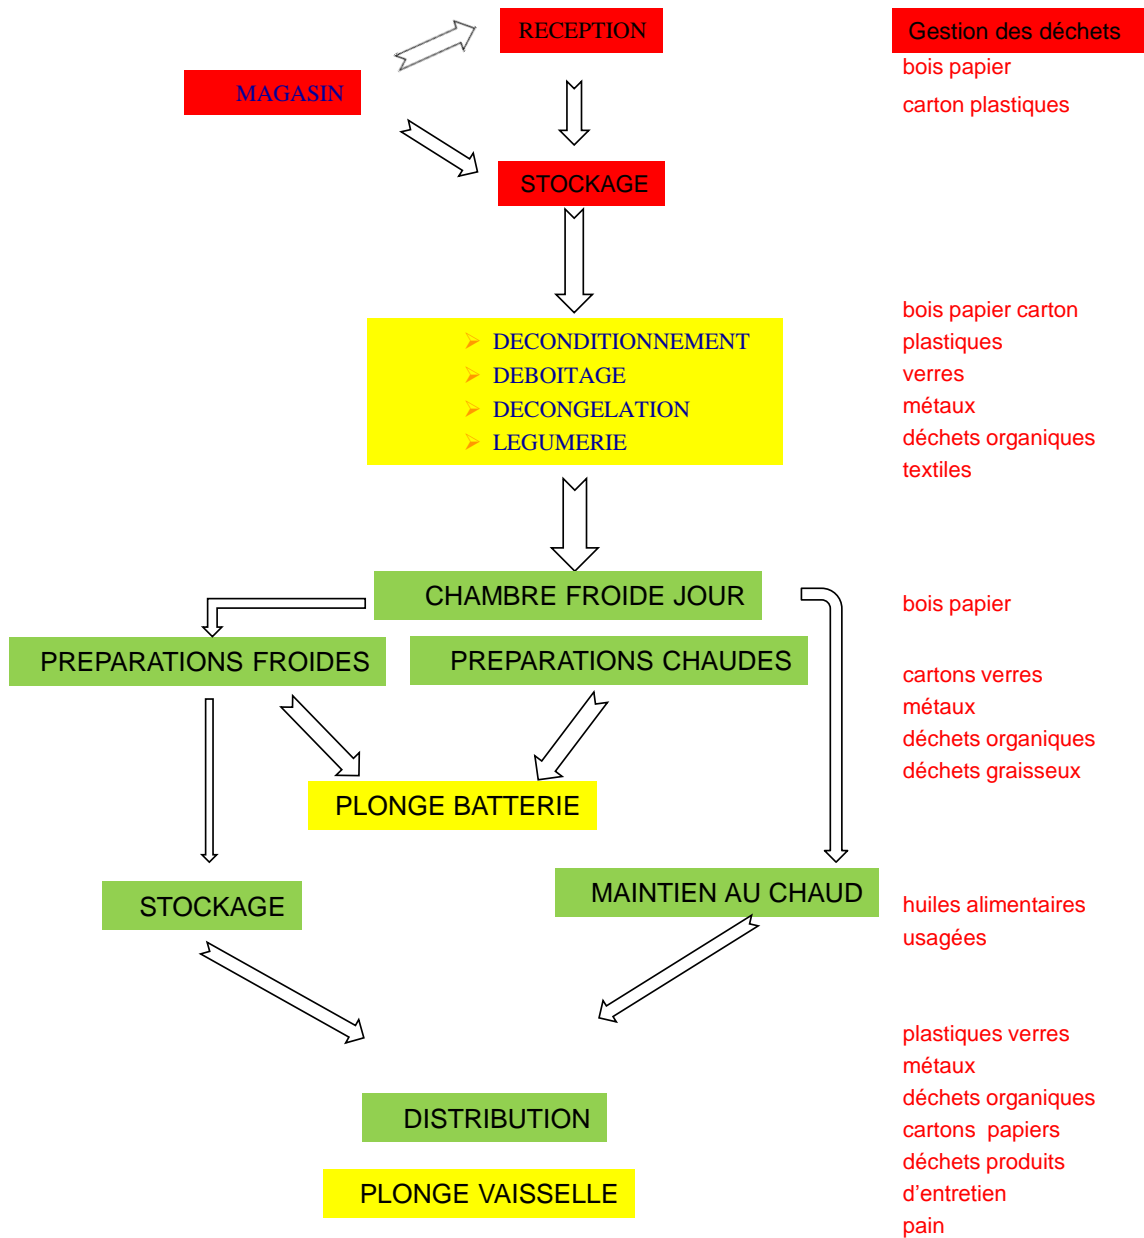 RECEPTION
Gestion des déchets
bois papier
MAGASIN
carton plastiques
STOCKAGE
bois papier carton
DECONDITIONNEMENT
plastiques
DEBOITAGE
verres
DECONGELATION
métaux
LEGUMERIE
déchets organiques
textiles
CHAMBRE FROIDE JOUR
bois papier
PREPARATIONS FROIDES
PREPARATIONS CHAUDES
cartons verres
métaux
déchets organiques
déchets graisseux
PLONGE BATTERIE
STOCKAGE
MAINTIEN AU CHAUD
huiles alimentaires
usagées
plastiques verres
métaux
déchets organiques
DISTRIBUTION
cartons  papiers
déchets produits
PLONGE VAISSELLE
d’entretien
pain